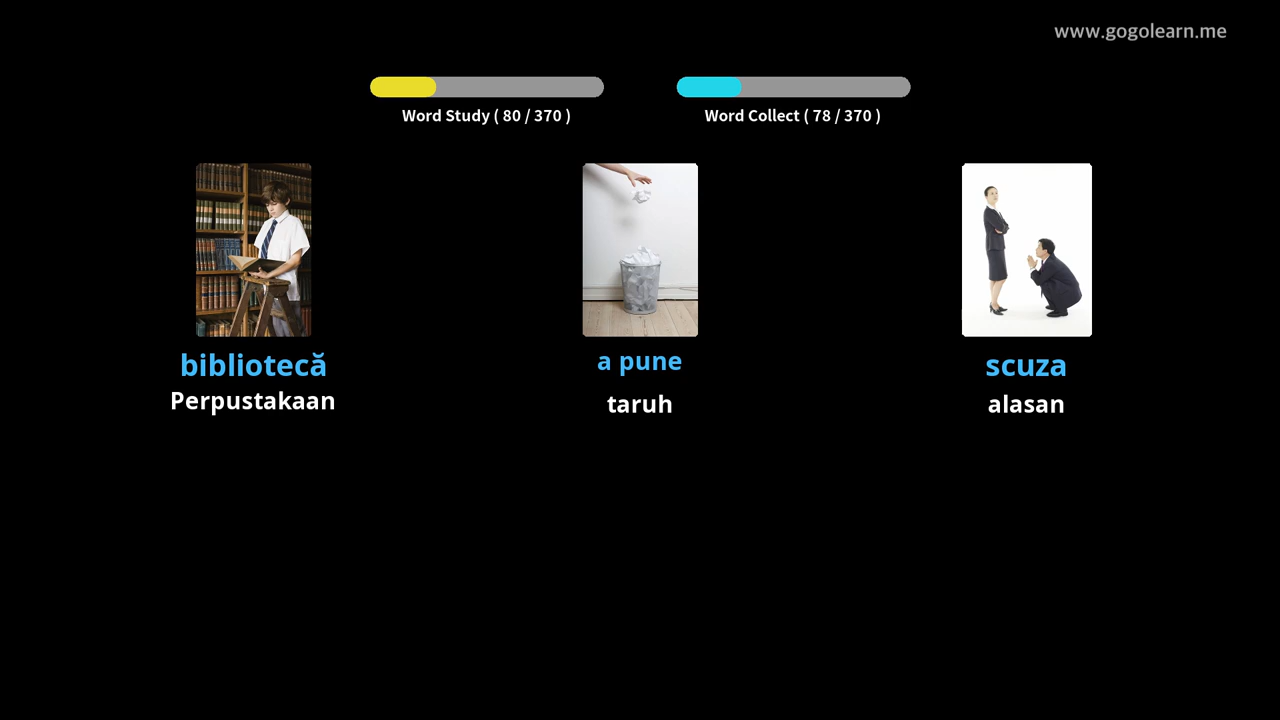 www.gogolearn.me
Word Study ( 80 / 370 )
Word Collect ( 78 / 370 )
bibliotecă
Perpustakaan
a pune
taruh
scuza
alasan